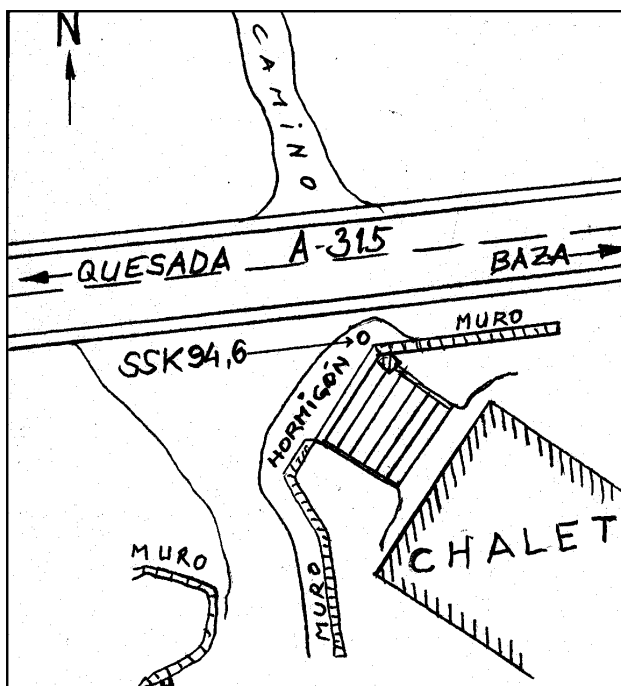 N
CAMINO
QUESADA A-315 BAZA
MURO
SSK94,6
HORMIGÓN
CHALET
MURO
MURO